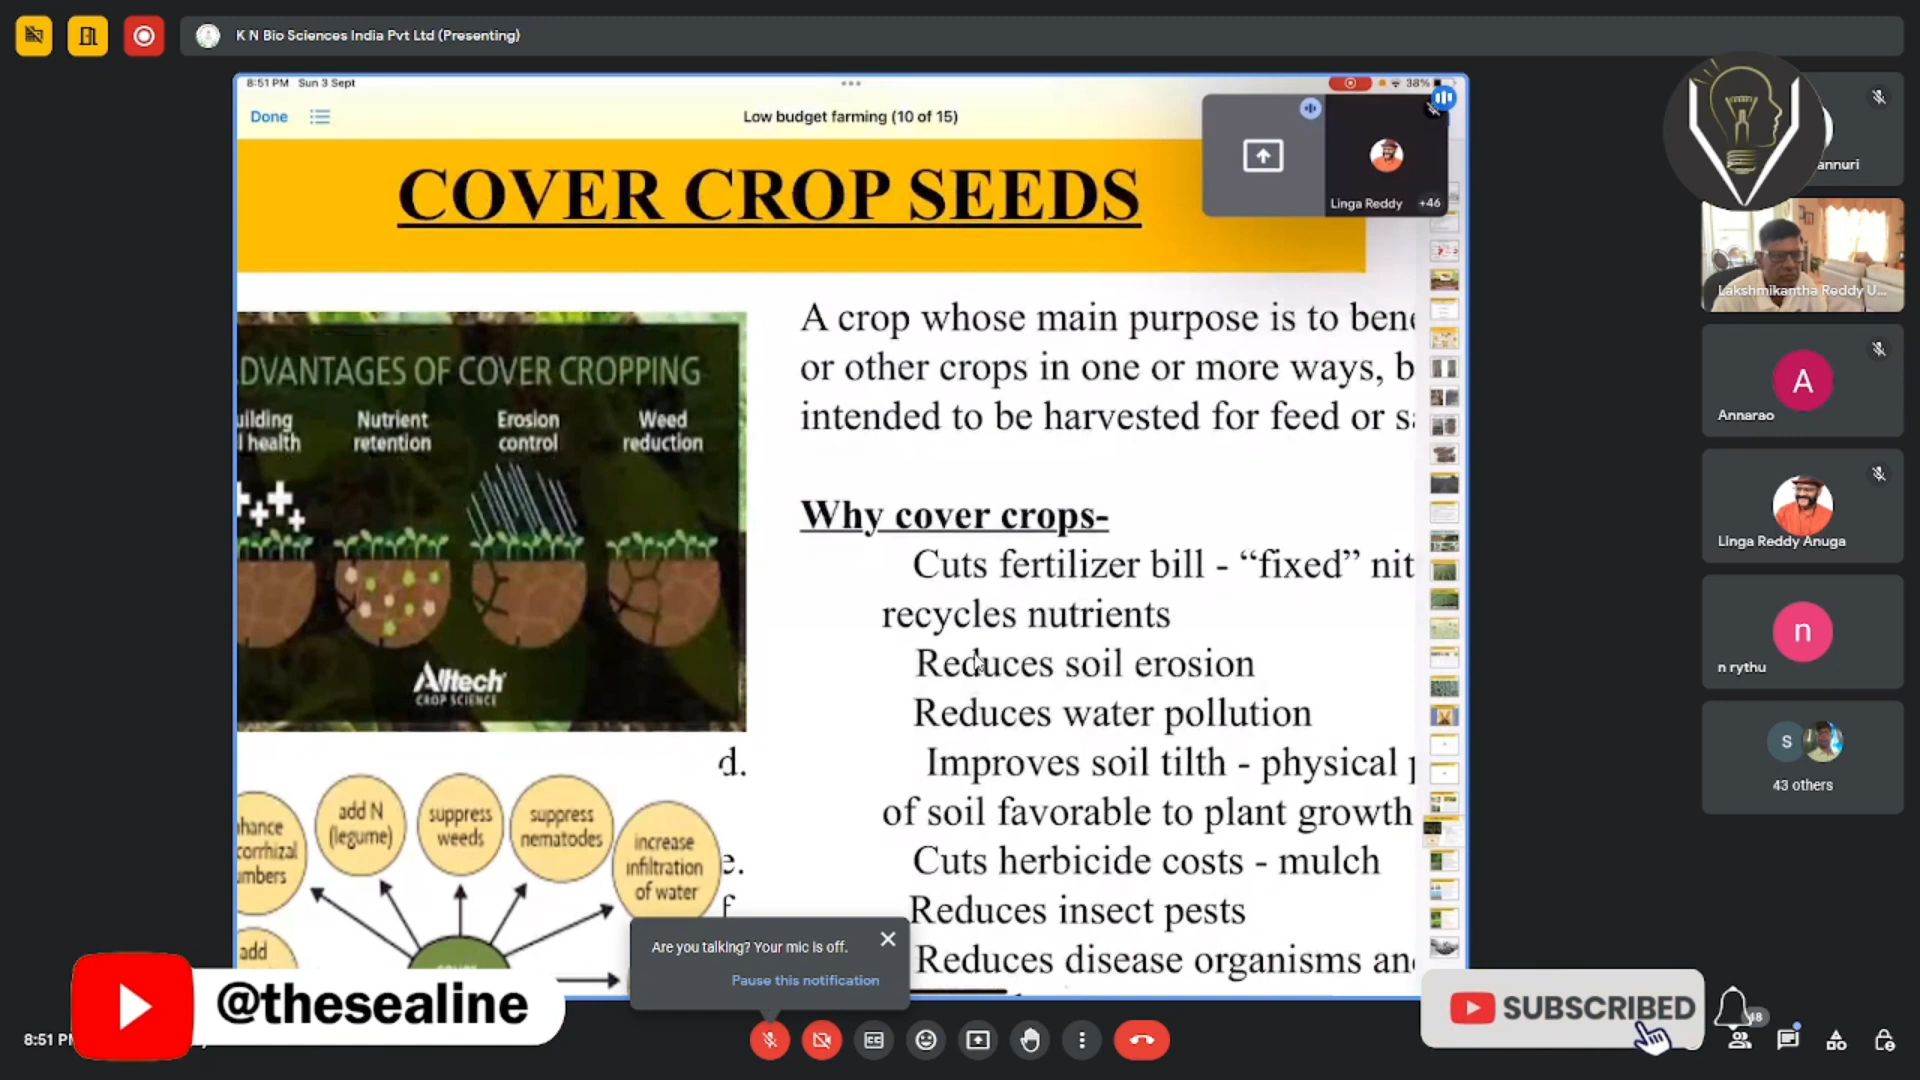 K N Bio Sciences India Pvt Ltd (Presenting)
8:51 PM Sun 3 Sept
38%
Done
Low budget farming (10 of 15)
Linga Reddy +46
COVER CROP SEEDS
A crop whose main purpose is to bene
or other crops in one or more ways, b
intended to be harvested for feed or s
DVANTAGES OF COVER CROPPING
uilding
l health
Nutrient
retention
Erosion
control
Weed
reduction
Alltech
CROP SCIENCE
Why cover crops-
Cuts fertilizer bill - “fixed” nit
recycles nutrients
Reduces soil erosion
Reduces water pollution
d. Improves soil tilth - physical
of soil favorable to plant growth
e. Cuts herbicide costs - mulch
f Reduces insect pests
Reduces disease organisms an
hance
corrhizal
umbers
add N
(legume)
suppress
weeds
suppress
nematodes
increase
infiltration
of water
add
Are you talking? Your mic is off.
Pause this notification
annuri
Lakshmikantha Reddy U...
A
Annarao
Linga Reddy Anuga
n
n rythu
S
43 others
@thesealine
SUBSCRIBED
8:51 PM
48